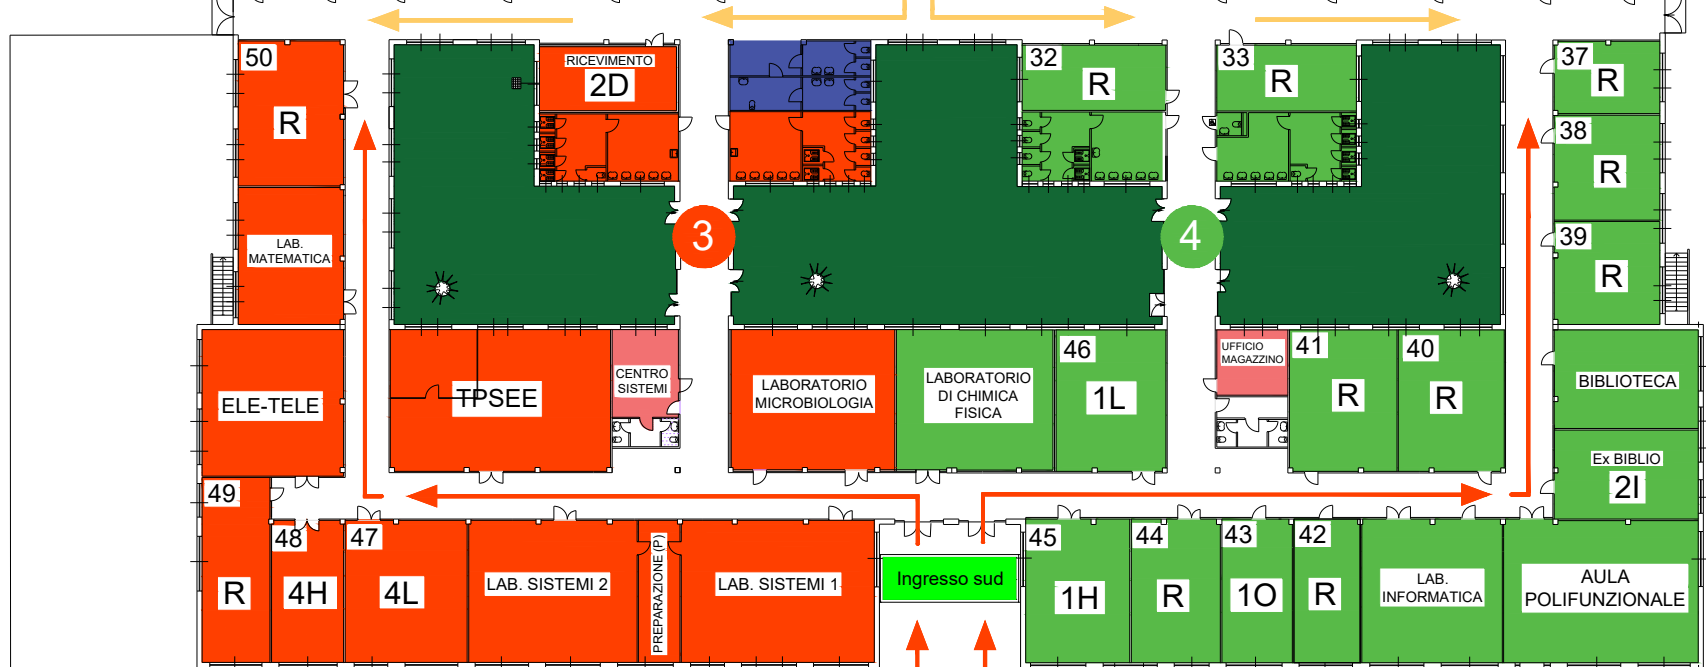 50
R
RICEVIMENTO
2D
32
R
33
R
37
R
38
R
39
R
LAB.
MATEMATICA
3
4
ELE-TELE
TPSEE
CENTRO
SISTEMI
LABORATORIO
MICROBIOLOGIA
LABORATORIO
DI CHIMICA
FISICA
46
1L
UFFICIO
MAGAZZINO
41
R
40
R
BIBLIOTECA
Ex BIBLIO
2I
49
R
48
4H
47
4L
LAB. SISTEMI 2
PREPARAZIONE (P)
LAB. SISTEMI 1
Ingresso sud
45
1H
44
R
43
1O
42
R
LAB.
INFORMATICA
AULA
POLIFUNZIONALE